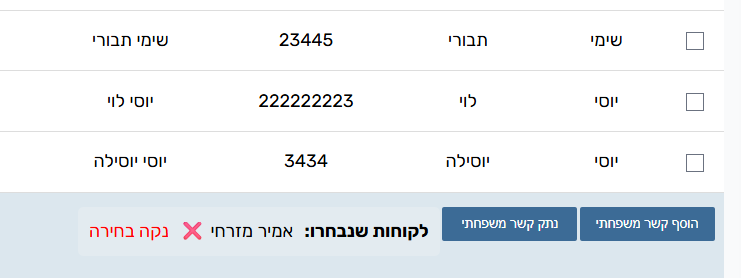 שימי תבורי 23445 תבורי שימי
יוסי לוי 222222223 לוי יוסי
יוסי יוסילה 3434 יוסילה יוסי
הוסף קשר משפחתי נתק קשר משפחתי לקוחות שנבחרו: אמיר מזרחי ❌ נקה בחירה